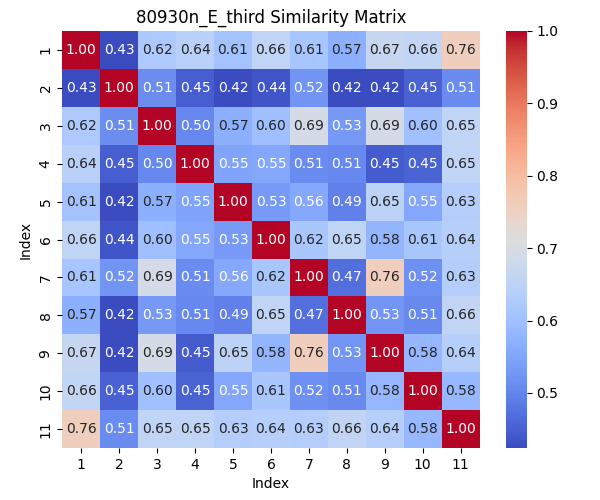 80930n_E_third Similarity Matrix
1 1.00 0.43 0.62 0.64 0.61 0.66 0.61 0.57 0.67 0.66 0.76
2 0.43 1.00 0.51 0.45 0.42 0.44 0.52 0.42 0.42 0.45 0.51
3 0.62 0.51 1.00 0.50 0.57 0.60 0.69 0.53 0.69 0.60 0.65
4 0.64 0.45 0.50 1.00 0.55 0.55 0.51 0.51 0.45 0.45 0.65
5 0.61 0.42 0.57 0.55 1.00 0.53 0.56 0.49 0.65 0.55 0.63
6 0.66 0.44 0.60 0.55 0.53 1.00 0.62 0.65 0.58 0.61 0.64
7 0.61 0.52 0.69 0.51 0.56 0.62 1.00 0.47 0.76 0.52 0.63
8 0.57 0.42 0.53 0.51 0.49 0.65 0.47 1.00 0.53 0.51 0.66
9 0.67 0.42 0.69 0.45 0.65 0.58 0.76 0.53 1.00 0.58 0.64
10 0.66 0.45 0.60 0.45 0.55 0.61 0.52 0.51 0.58 1.00 0.58
11 0.76 0.51 0.65 0.65 0.63 0.64 0.63 0.66 0.64 0.58 1.00
1 2 3 4 5 6 7 8 9 10 11
Index
Index
1.0
0.9
0.8
0.7
0.6
0.5